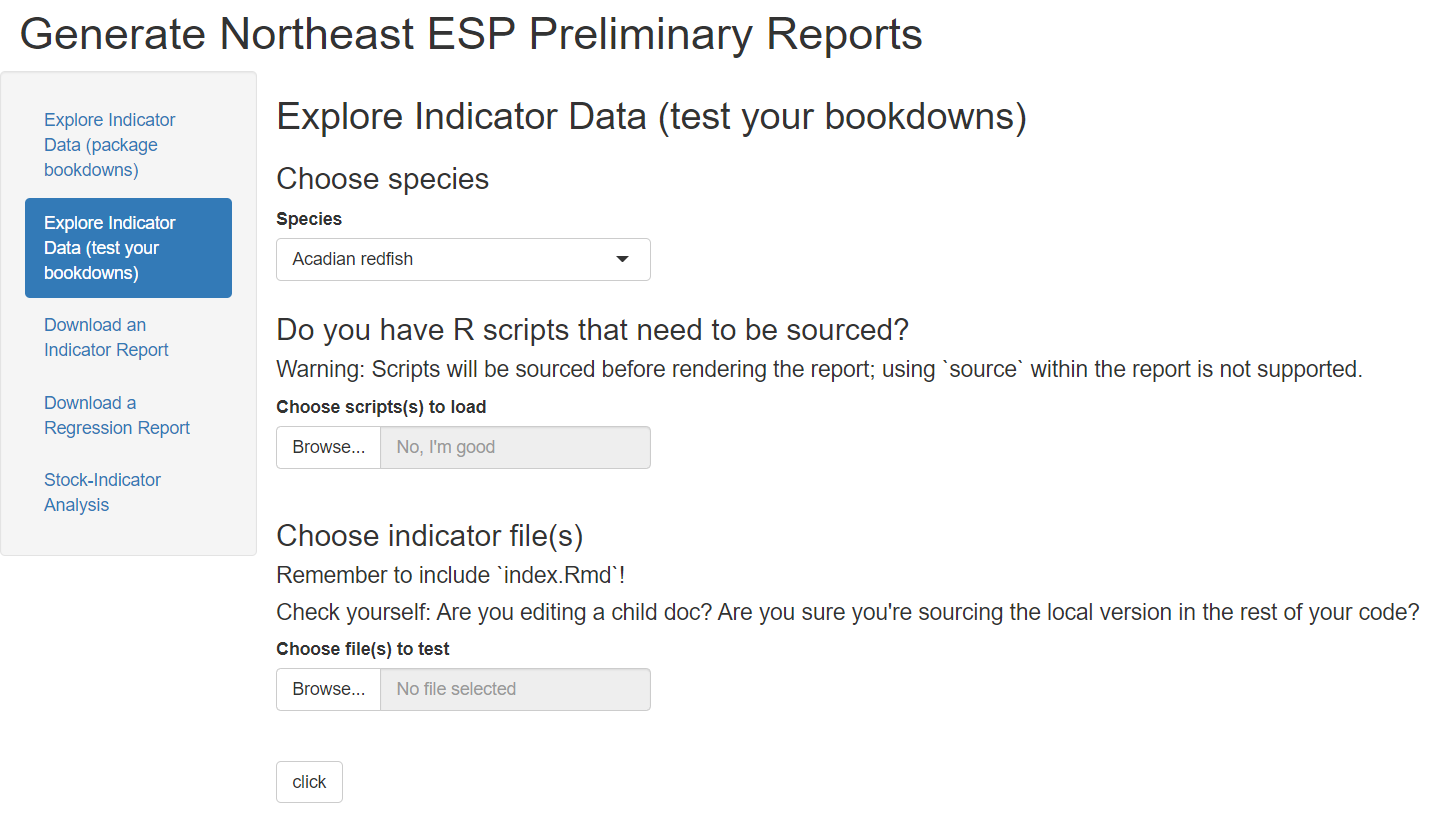 Generate Northeast ESP Preliminary Reports
Explore Indicator
Data (package
bookdowns)
Explore Indicator
Data (test your
bookdowns)
Download an
Indicator Report
Download a
Regression Report
Stock-Indicator
Analysis
Explore Indicator Data (test your bookdowns)
Choose species
Species
Acadian redfish
Do you have R scripts that need to be sourced?
Warning: Scripts will be sourced before rendering the report; using `source` within the report is not supported.
Choose scripts(s) to load
Browse... No, I'm good
Choose indicator file(s)
Remember to include `index.Rmd`!
Check yourself: Are you editing a child doc? Are you sure you're sourcing the local version in the rest of your code?
Choose file(s) to test
Browse... No file selected
click